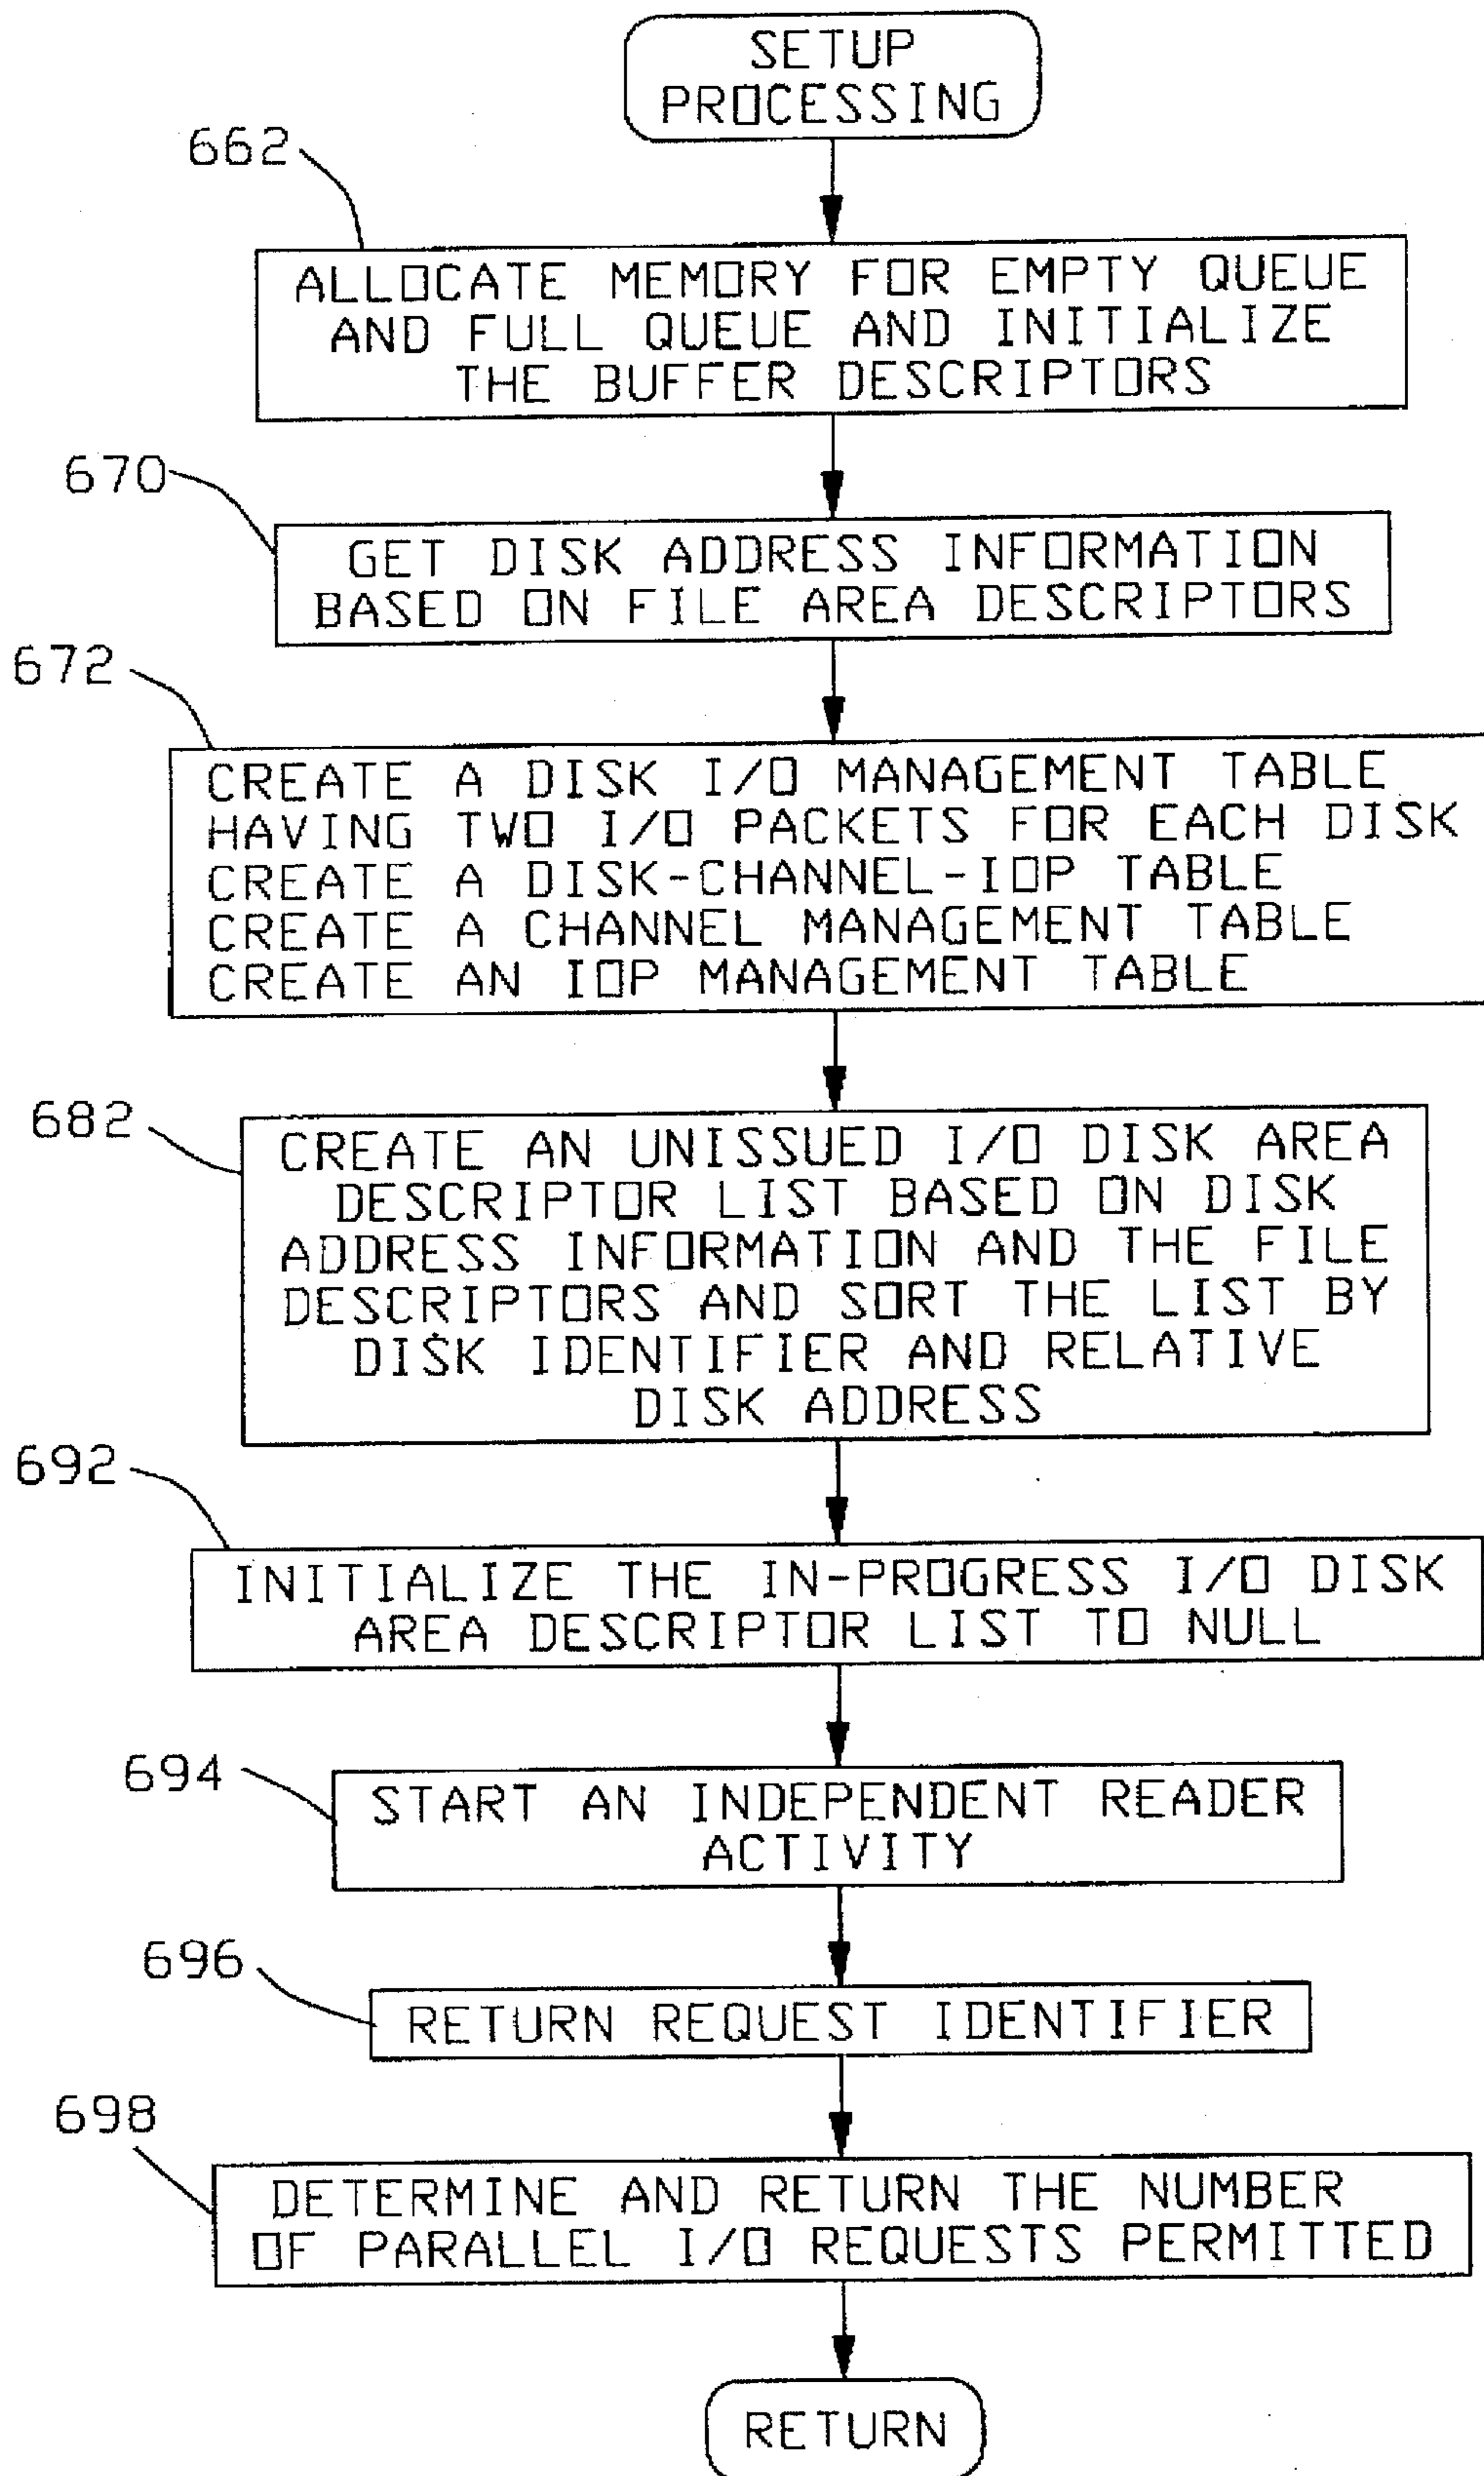 SETUP
PROCESSING
662
ALLOCATE MEMORY FOR EMPTY QUEUE
AND FULL QUEUE AND INITIALIZE
THE BUFFER DESCRIPTORS
670
GET DISK ADDRESS INFORMATION
BASED ON FILE AREA DESCRIPTORS
672
CREATE A DISK I/O MANAGEMENT TABLE
HAVING TWO I/O PACKETS FOR EACH DISK
CREATE A DISK-CHANNEL-IOP TABLE
CREATE A CHANNEL MANAGEMENT TABLE
CREATE AN IOP MANAGEMENT TABLE
682
CREATE AN UNISSUED I/O DISK AREA
DESCRIPTOR LIST BASED ON DISK
ADDRESS INFORMATION AND THE FILE
DESCRIPTORS AND SORT THE LIST BY
DISK IDENTIFIER AND RELATIVE
DISK ADDRESS
692
INITIALIZE THE IN-PROGRESS I/O DISK
AREA DESCRIPTOR LIST TO NULL
694
START AN INDEPENDENT READER
ACTIVITY
696
RETURN REQUEST IDENTIFIER
698
DETERMINE AND RETURN THE NUMBER
OF PARALLEL I/O REQUESTS PERMITTED
RETURN